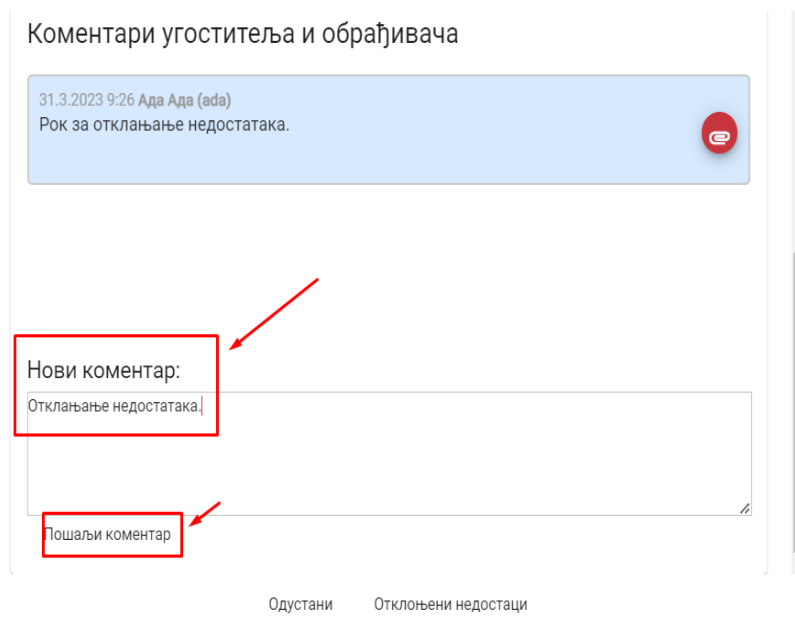 Коментари угоститеља и обрађивача
31.3.2023 9:26 Ада Ада (ada)
Рок за отклањање недостатака.
Нови коментар:
Отклањање недостатака.
Пошаљи коментар
Одустани Отклоњени недостаци